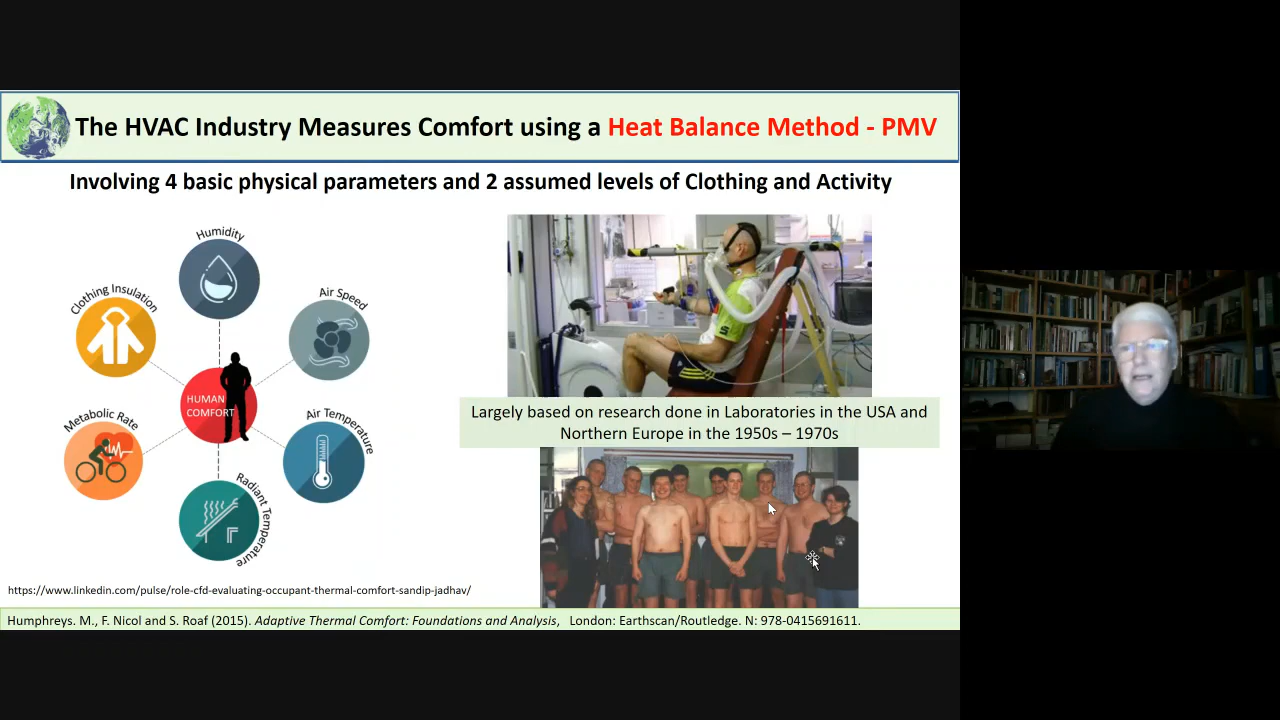 The HVAC Industry Measures Comfort using a Heat Balance Method - PMV
Involving 4 basic physical parameters and 2 assumed levels of Clothing and Activity
Humidity
Clothing Insulation
Air Speed
HUMAN
COMFORT
Metabolic Rate
Air Temperature
Radiant Temperature
Largely based on research done in Laboratories in the USA and
Northern Europe in the 1950s – 1970s
https://www.linkedin.com/pulse/role-cfd-evaluating-occupant-thermal-comfort-sandip-jadhav/
Humphreys. M., F. Nicol and S. Roaf (2015). Adaptive Thermal Comfort: Foundations and Analysis, London: Earthscan/Routledge. N: 978-0415691611.